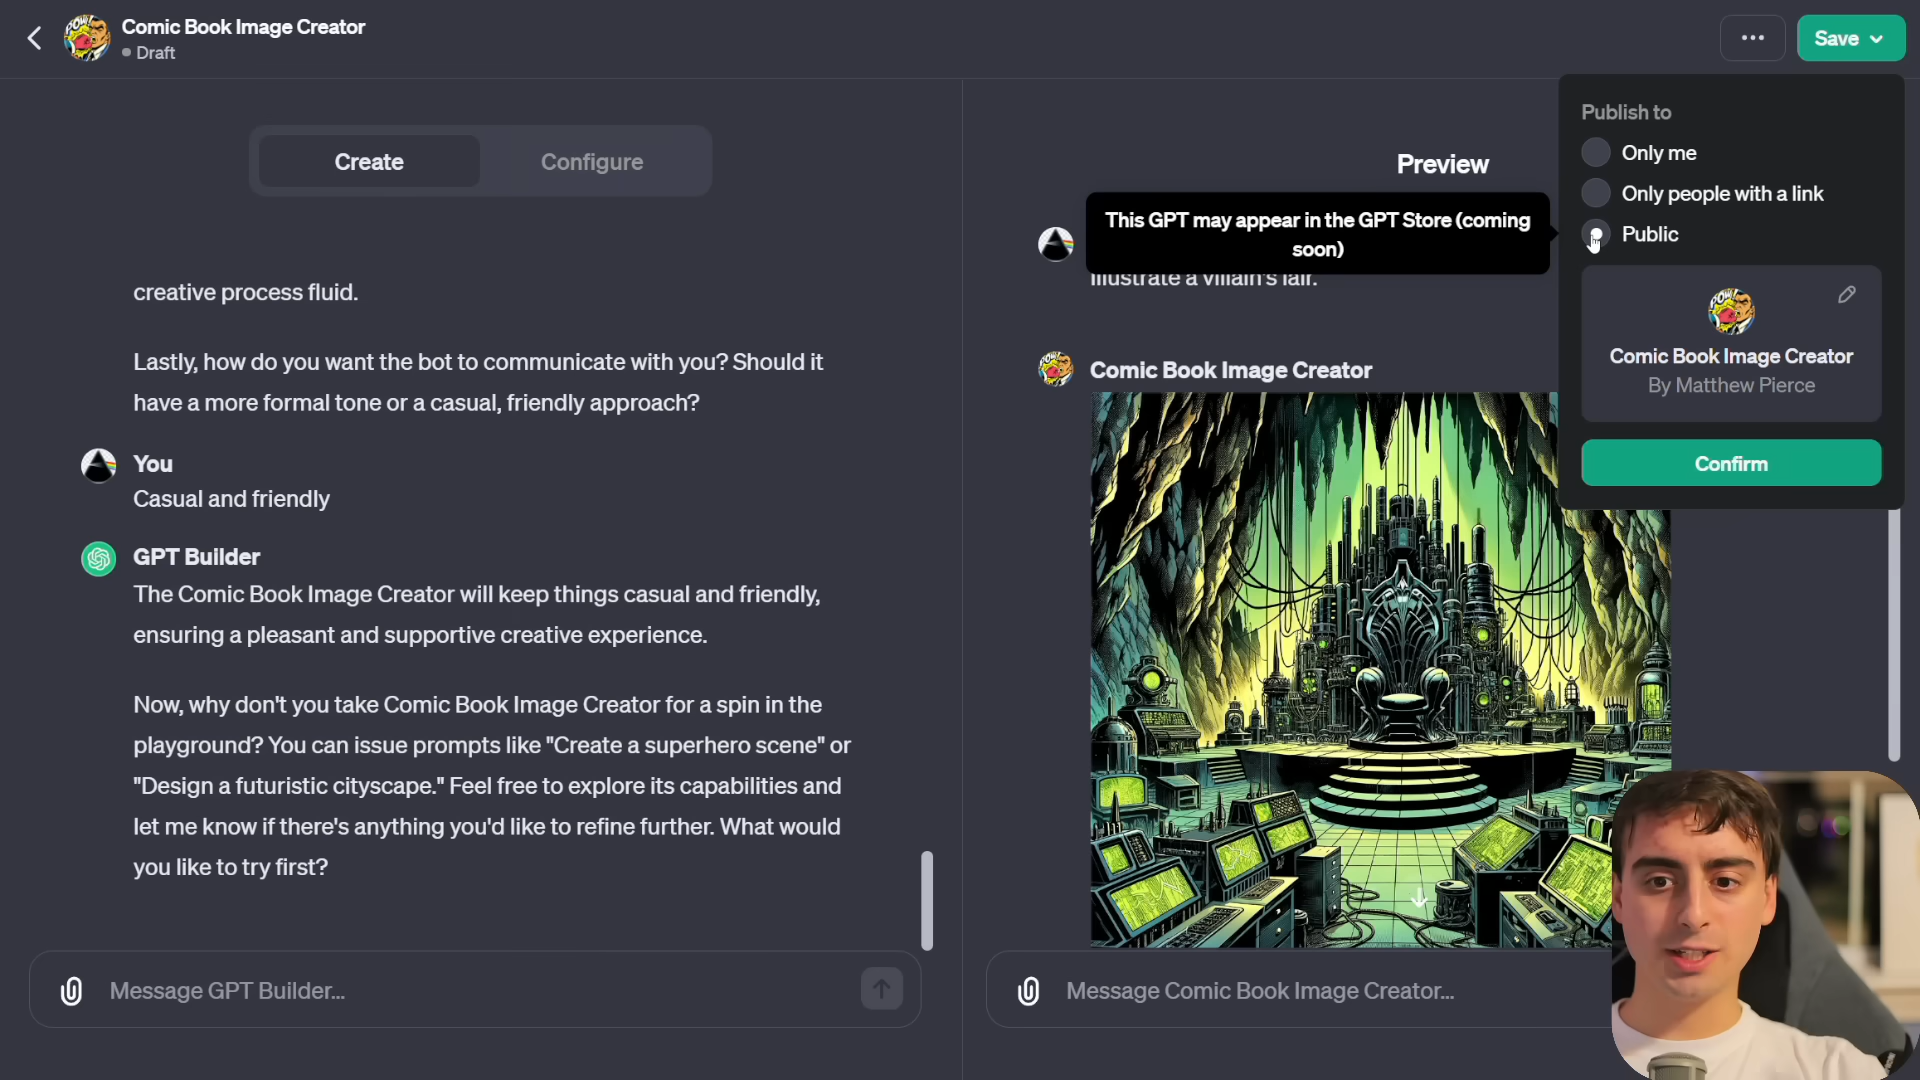 Comic Book Image Creator
Draft
Save
Create
Configure
creative process fluid.
Lastly, how do you want the bot to communicate with you? Should it
have a more formal tone or a casual, friendly approach?
You
Casual and friendly
GPT Builder
The Comic Book Image Creator will keep things casual and friendly,
ensuring a pleasant and supportive creative experience.
Now, why don't you take Comic Book Image Creator for a spin in the
playground? You can issue prompts like "Create a superhero scene" or
"Design a futuristic cityscape." Feel free to explore its capabilities and
let me know if there's anything you'd like to refine further. What would
you like to try first?
Message GPT Builder...
Preview
This GPT may appear in the GPT Store (coming
soon)
Illustrate a villain's lair.
Comic Book Image Creator
Message Comic Book Image Creator...
Publish to
Only me
Only people with a link
Public
POW!
Comic Book Image Creator
By Matthew Pierce
Confirm